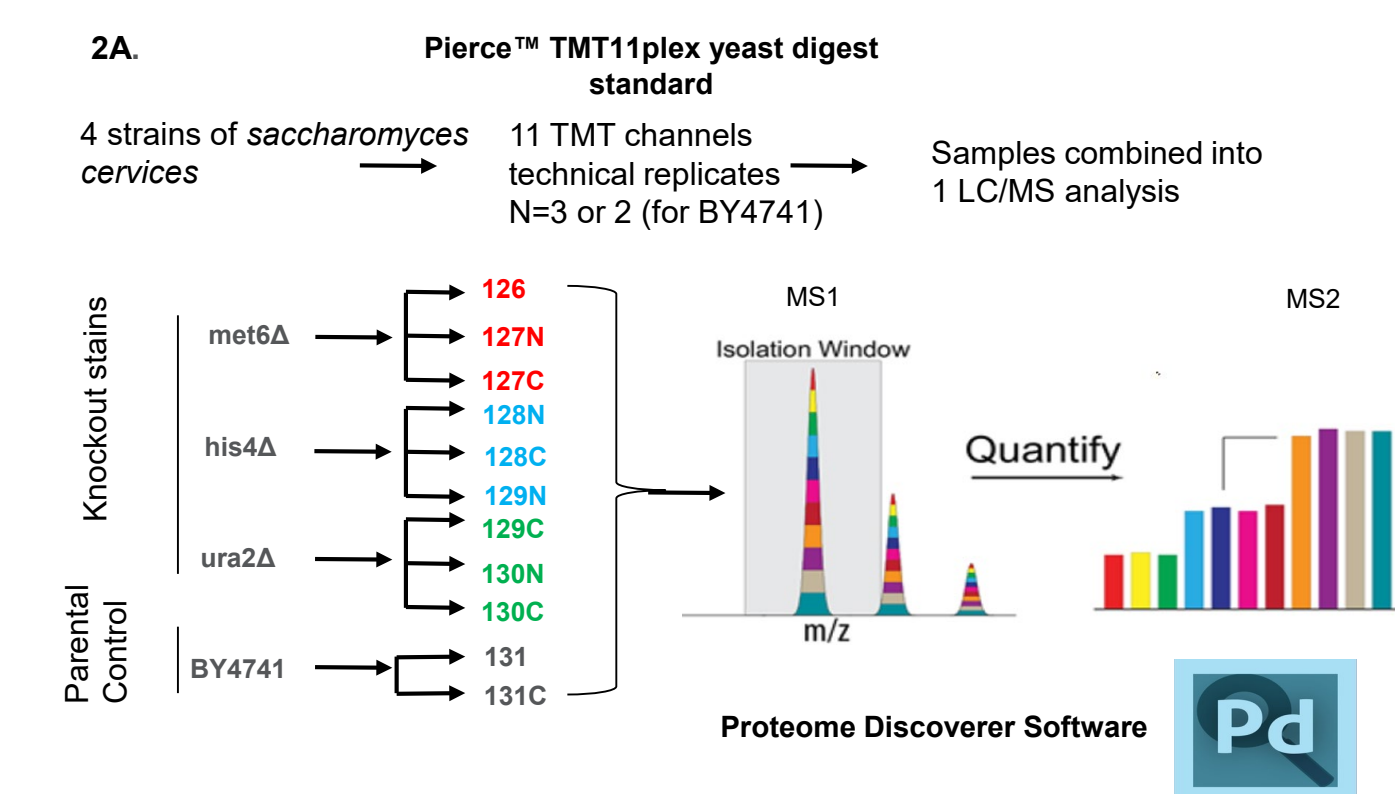 2A.
Pierce™ TMT11plex yeast digest
standard
4 strains of saccharomyces
cervices
11 TMT channels
technical replicates
N=3 or 2 (for BY4741)
Samples combined into
1 LC/MS analysis
Knockout stains
met6Δ
126
127N
127C
his4Δ
128N
128C
129N
ura2Δ
129C
130N
130C
Parental
Control
BY4741
131
131C
MS1
Isolation Window
m/z
Quantify
MS2
Proteome Discoverer Software
Pd